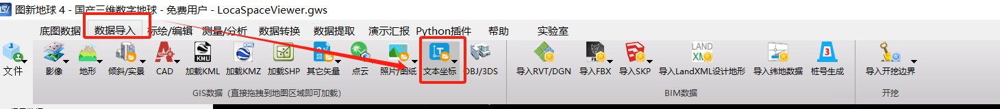 图新地球 4 - 国产三维数字地球 - 免费用户 - LocaSpaceViewer.gws
底图数据 数据导入 标绘/编辑 测量/分析 数据转换 数据提取 演示汇报 Python插件 帮助 实验室
文件 影像 地形 倾斜/实景 CAD 加载KML 加载KMZ 加载SHP 其它矢量 点云 照片/图纸 文本坐标 OBJ/3DS 导入RVT/DGN 导入FBX 导入SKP 导入LandXML设计地形 导入纬地数据 桩号生成 导入开挖边界
GIS数据（直接拖拽到地图区域即可加载） BIM数据 开挖